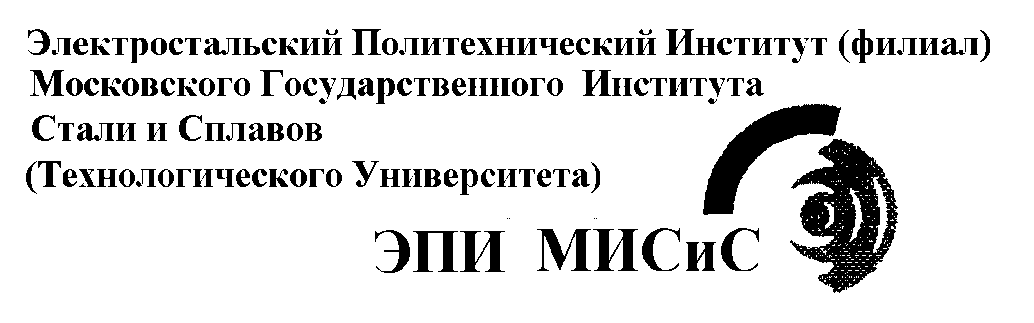 Электростальский Политехнический Институт (филиал)
Московского Государственного Института
Стали и Сплавов
(Технологического Университета)
ЭПИ МИСиС